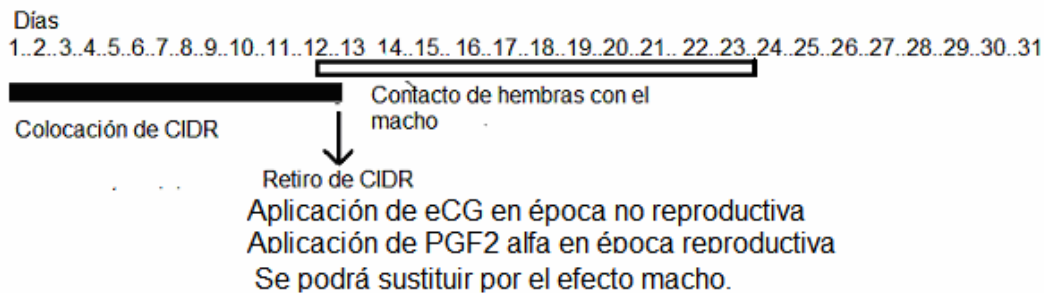 Días
1..2..3..4..5..6..7..8..9..10..11..12..13 14..15.. 16..17..18..19..20..21.. 22..23..24..25..26..27..28..29..30..31
Contacto de hembras con el
macho
Colocación de CIDR
Retiro de CIDR
Aplicación de eCG en época no reproductiva
Aplicación de PGF2 alfa en época reproductiva
Se podrá sustituir por el efecto macho.